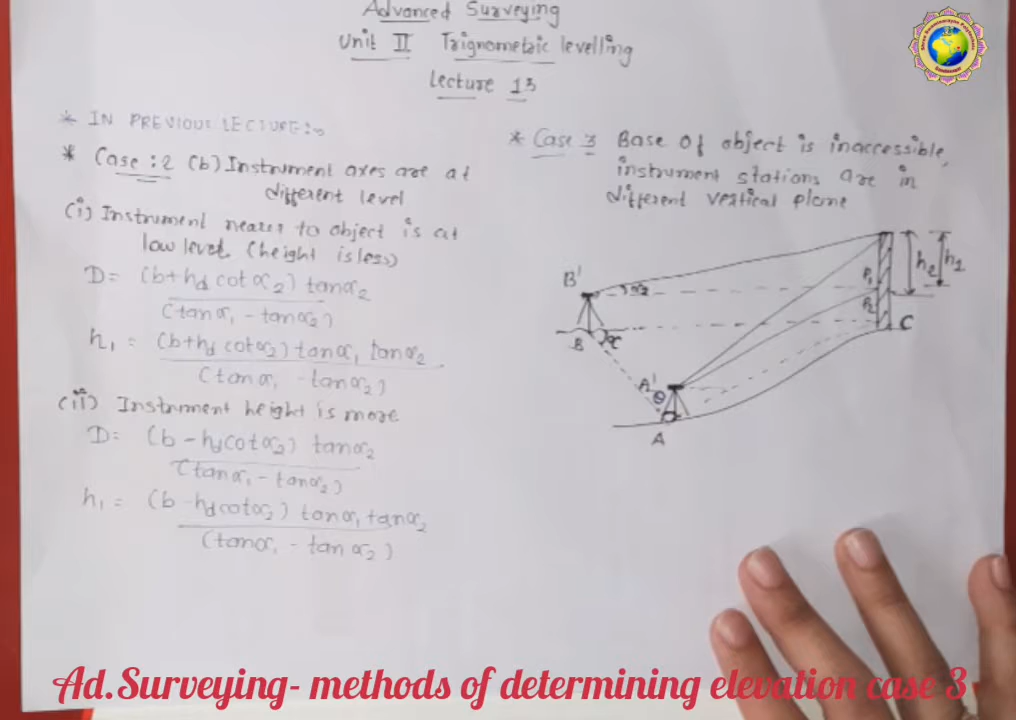 Advanced Surveying
Unit II Trignometric levelling
Lecture 13
* IN PREVIOUS LECTURE:-
* Case:2 (b) Instrument axes are at
different level
(i) Instrument nearer to object is at
low level (height is less)
D = (b+hd cot α2) tan α2
(tan α1 - tan α2)
h1 = (b+hd cot α2) tan α1 tan α2
(tan α1 - tan α2)
(ii) Instrument height is more
D = (b - hd cot α2) tan α2
(tan α1 - tan α2)
h1 = (b - hd cot α2) tan α1 tan α2
(tan α1 - tan α2)
* Case 3 Base of object is inaccessible,
instrument stations are in
different vertical plane
B'
α2
P1
P2
h2
h1
C
B
α
A'
θ
A
Ad.Surveying- methods of determining elevation case 3